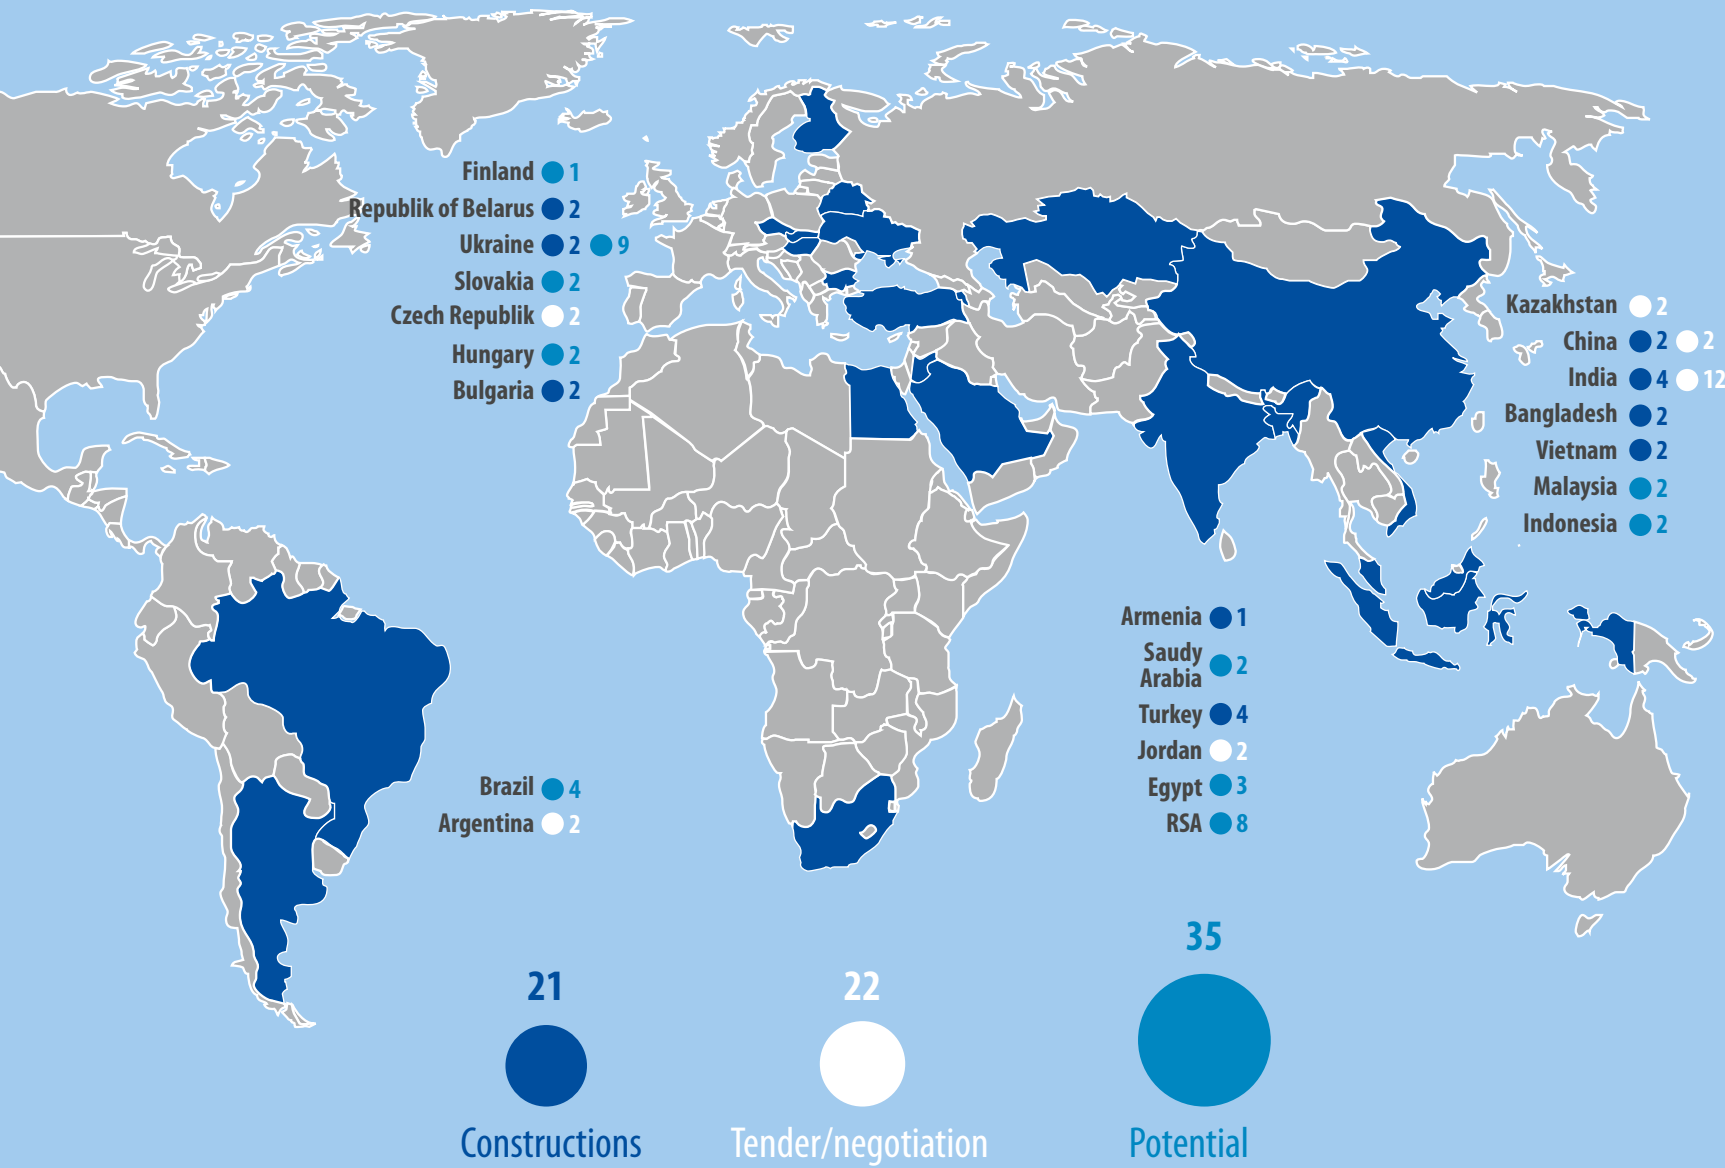 Finland 1
Republik of Belarus 2
Ukraine 2 9
Slovakia 2
Czech Republik 2
Hungary 2
Bulgaria 2
Kazakhstan 2
China 2 2
India 4 12
Bangladesh 2
Vietnam 2
Malaysia 2
Indonesia 2
Armenia 1
Saudy
Arabia 2
Turkey 4
Jordan 2
Egypt 3
RSA 8
Brazil 4
Argentina 2
21
Constructions
22
Tender/negotiation
35
Potential